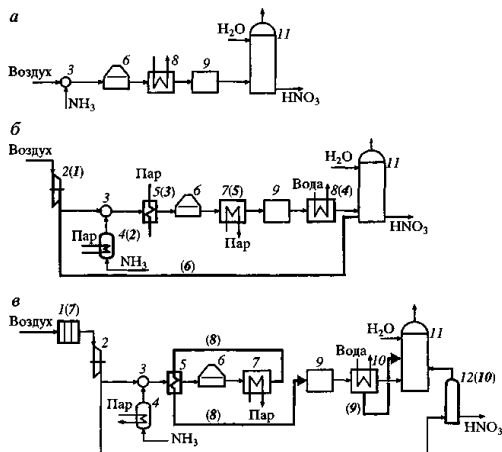 а
H₂O
11
Воздух 3 6 8 9
NH₃
HNO₃
б
Воздух
2(1)
Пар
H₂O
11
3 5(3) 6 7(5) 9 Вода 8(4)
4(2)
Пар
Пар
NH₃
HNO₃
(6)
в
1(7)
Воздух
2
(8)
H₂O
11
3 5 6 7 9 Вода 10
12(10)
Пар 4
Пар
(8)
(9)
NH₃
HNO₃